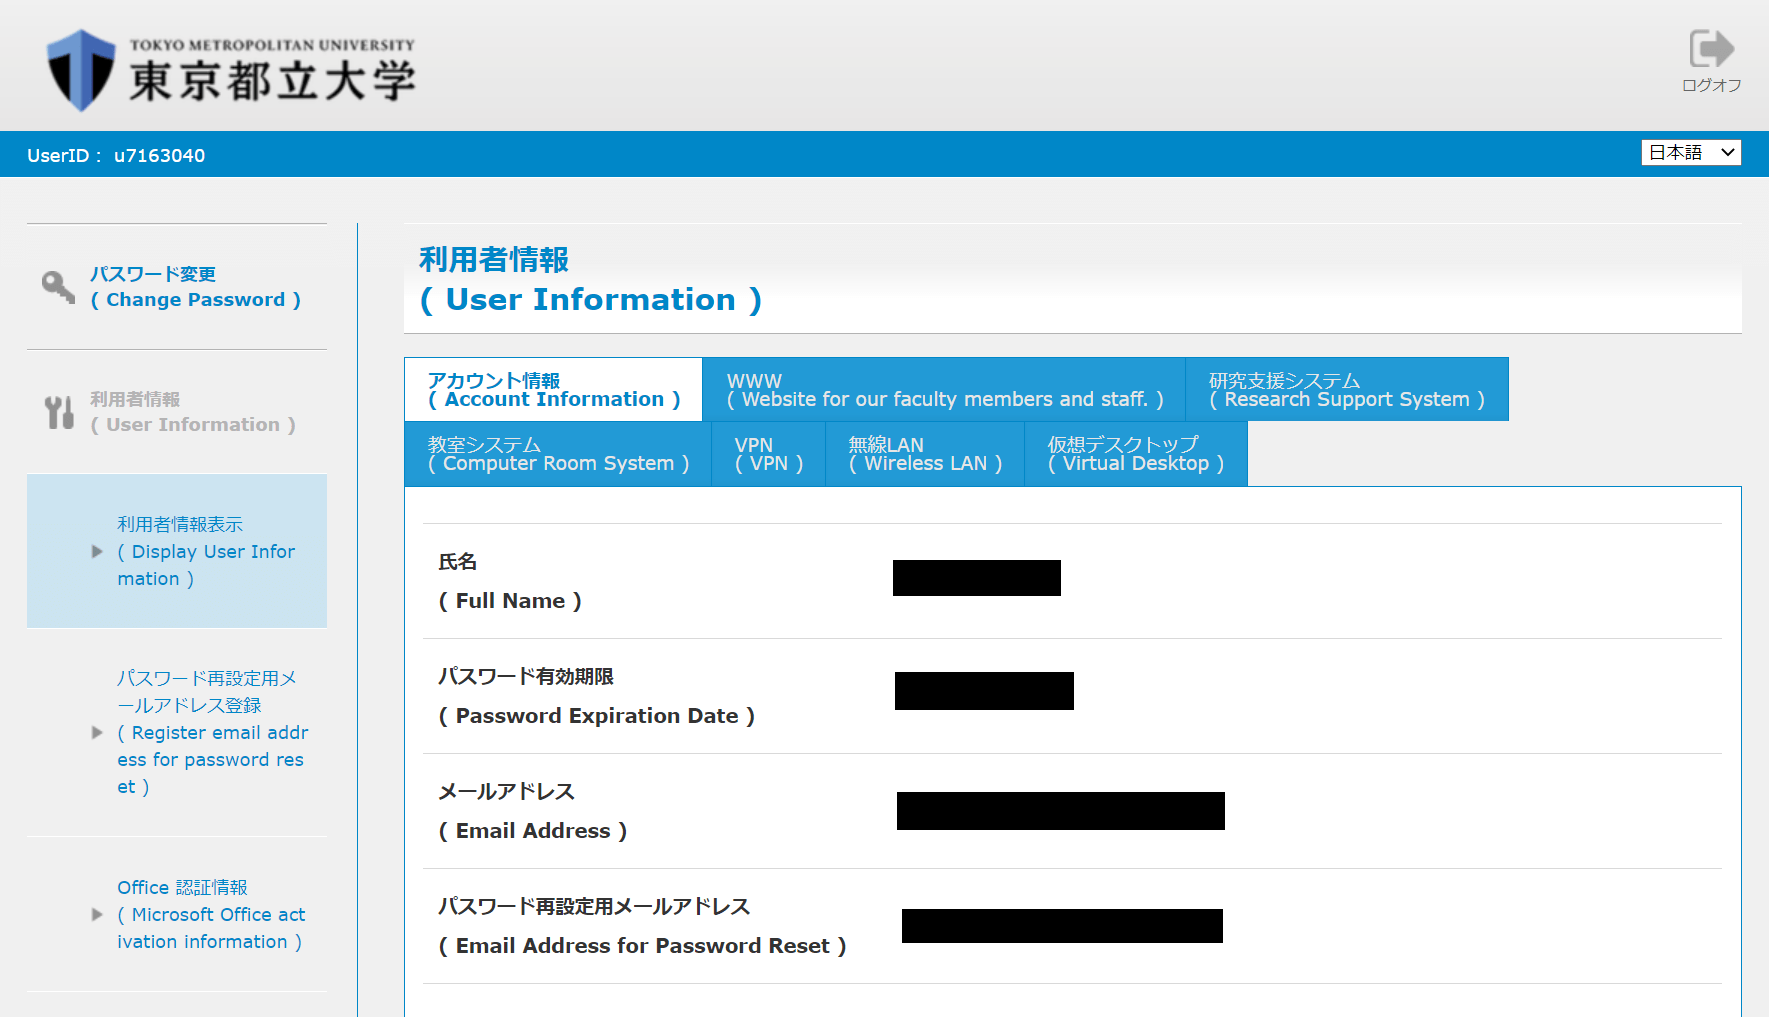 TOKYO METROPOLITAN UNIVERSITY
東京都立大学
ログオフ
UserID : u7163040
日本語
パスワード変更
( Change Password )
利用者情報
( User Information )
利用者情報表示
( Display User Infor
mation )
パスワード再設定用メ
ールアドレス登録
( Register email addr
ess for password res
et )
Office 認証情報
( Microsoft Office act
ivation information )
利用者情報
( User Information )
アカウント情報
( Account Information )
WWW
( Website for our faculty members and staff. )
研究支援システム
( Research Support System )
教室システム
( Computer Room System )
VPN
( VPN )
無線LAN
( Wireless LAN )
仮想デスクトップ
( Virtual Desktop )
氏名
( Full Name )
パスワード有効期限
( Password Expiration Date )
メールアドレス
( Email Address )
パスワード再設定用メールアドレス
( Email Address for Password Reset )